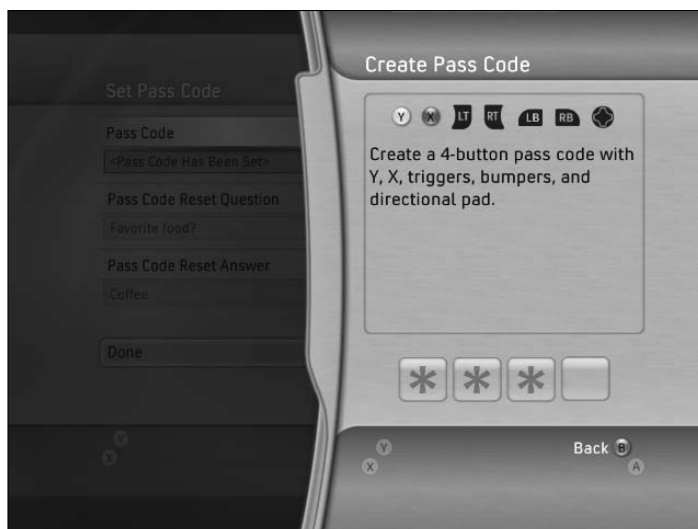 Set Pass Code
Pass Code
<Pass Code Has Been Set>
Pass Code Reset Question
Favorite food?
Pass Code Reset Answer
Coffee
Done
Y
X
Create Pass Code
Y X LT RT LB RB
Create a 4-button pass code with
Y, X, triggers, bumpers, and
directional pad.
* * *
Y
X
Back B
A